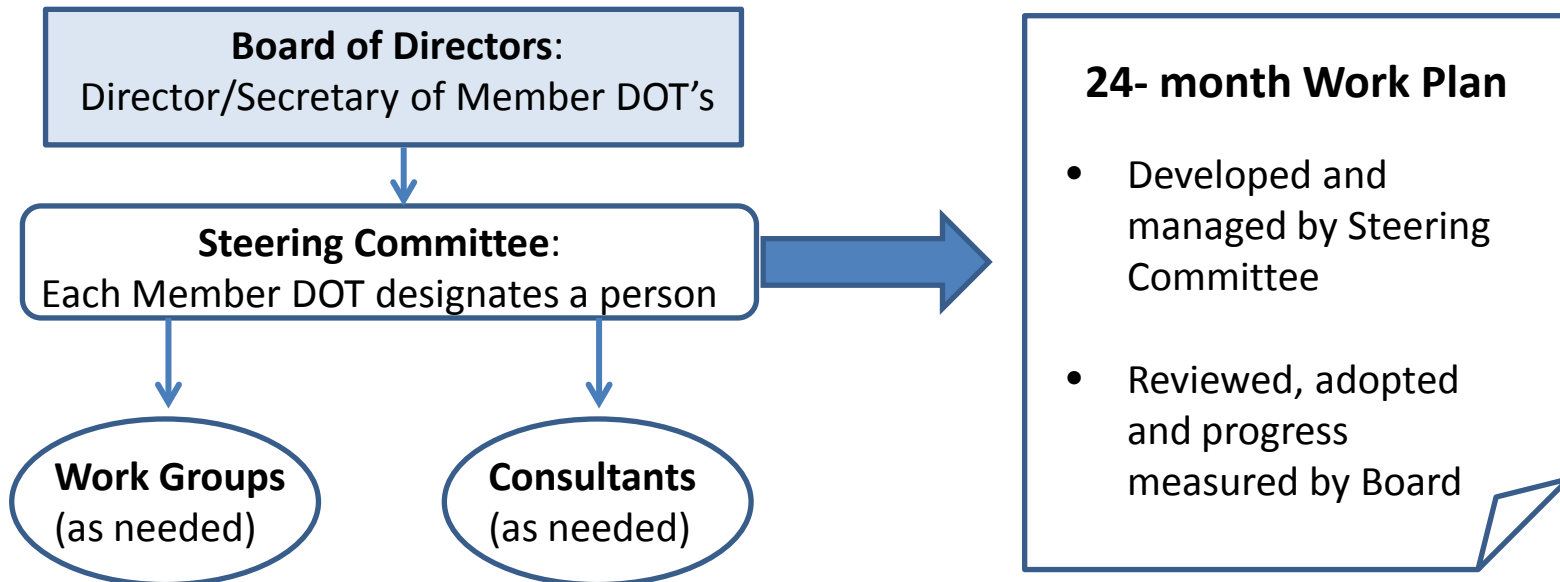 Board of Directors:
Director/Secretary of Member DOT’s
Steering Committee:
Each Member DOT designates a person
Work Groups
(as needed)
Consultants
(as needed)
24- month Work Plan
• Developed and
managed by Steering
Committee
• Reviewed, adopted
and progress
measured by Board